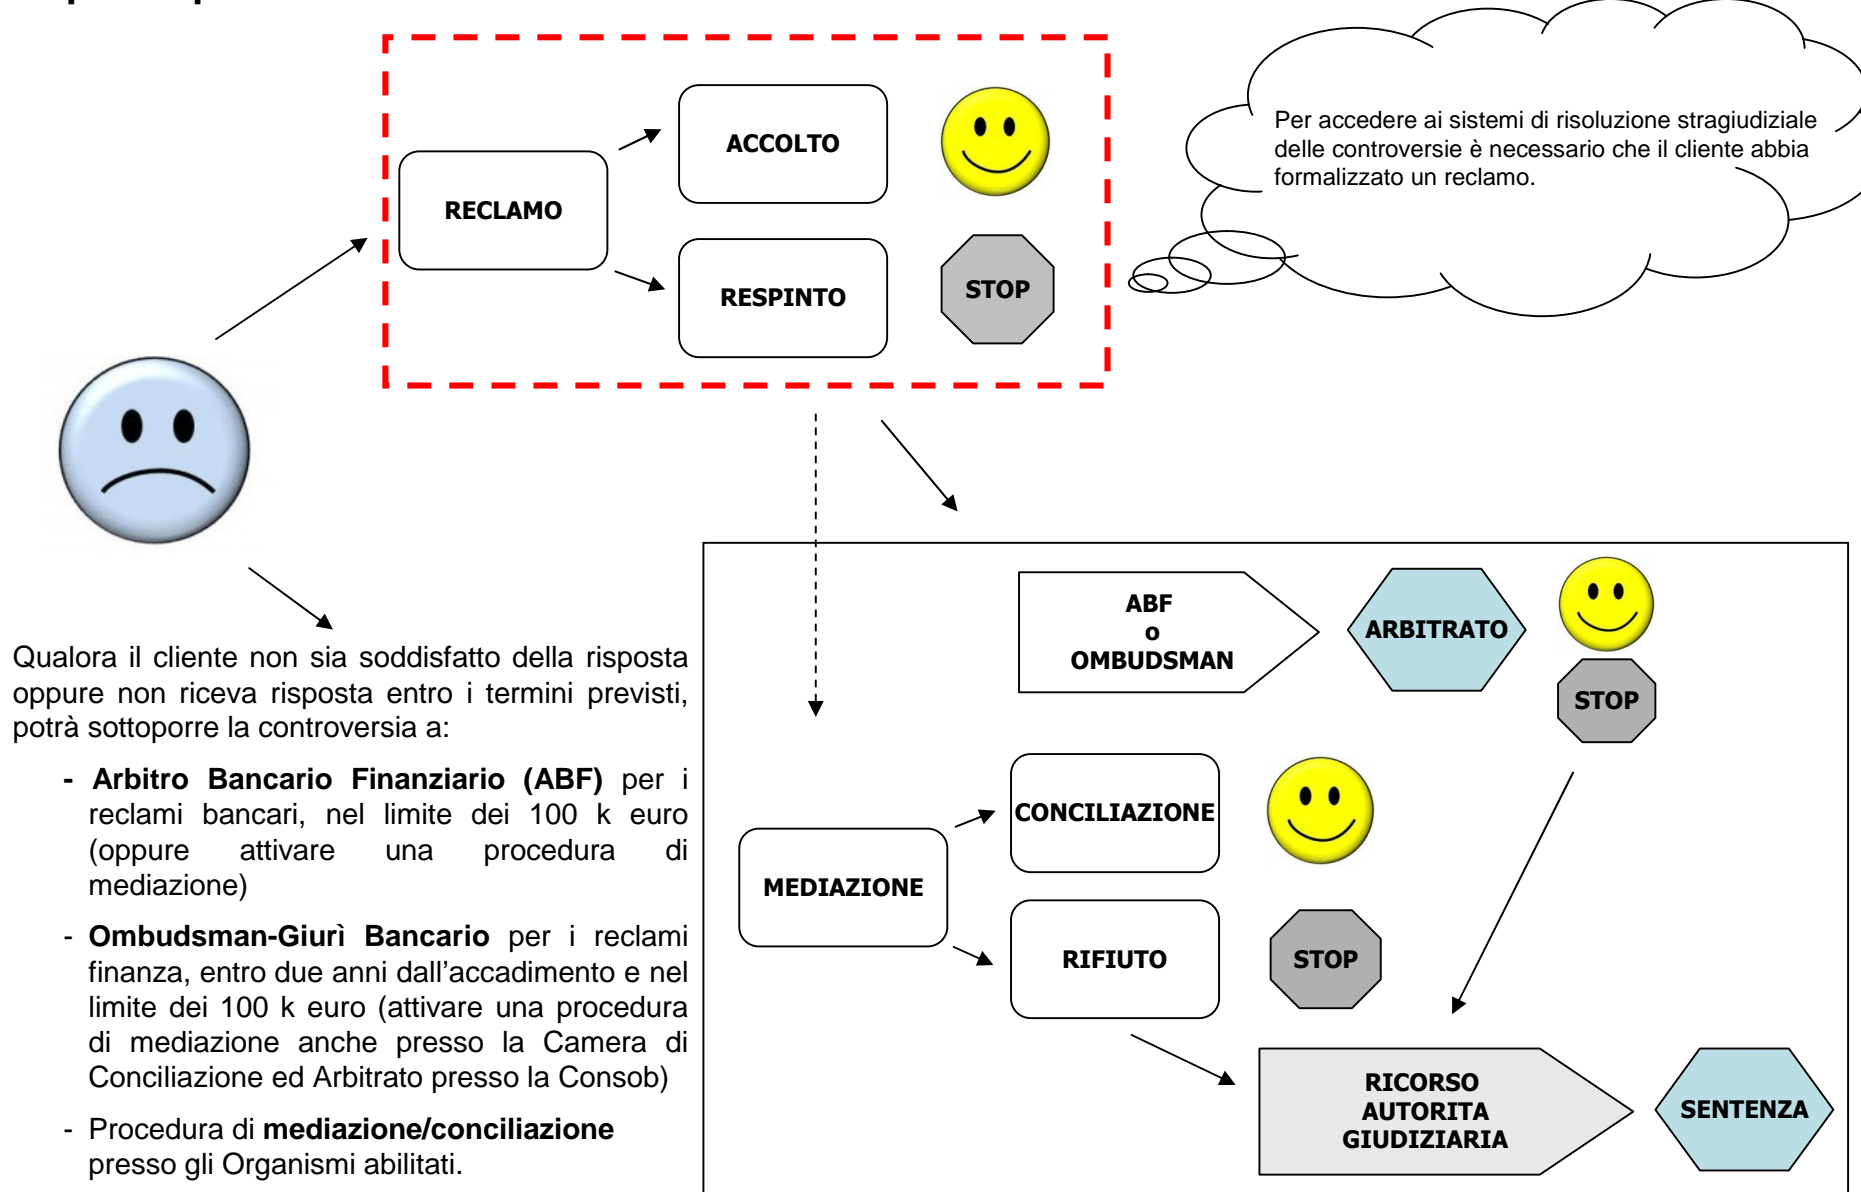 Per accedere ai sistemi di risoluzione stragiudiziale
delle controversie è necessario che il cliente abbia
formalizzato un reclamo.
RECLAMO
ACCOLTO
RESPINTO
STOP
Qualora il cliente non sia soddisfatto della risposta
oppure non riceva risposta entro i termini previsti,
potrà sottoporre la controversia a:
- Arbitro Bancario Finanziario (ABF) per i
reclami bancari, nel limite dei 100 k euro
(oppure attivare una procedura di
mediazione)
- Ombudsman-Giurì Bancario per i reclami
finanza, entro due anni dall'accadimento e nel
limite dei 100 k euro (attivare una procedura
di mediazione anche presso la Camera di
Conciliazione ed Arbitrato presso la Consob)
- Procedura di mediazione/conciliazione
presso gli Organismi abilitati.
ABF
o
OMBUDSMAN
ARBITRATO
STOP
MEDIAZIONE
CONCILIAZIONE
RIFIUTO
STOP
RICORSO
AUTORITA
GIUDIZIARIA
SENTENZA